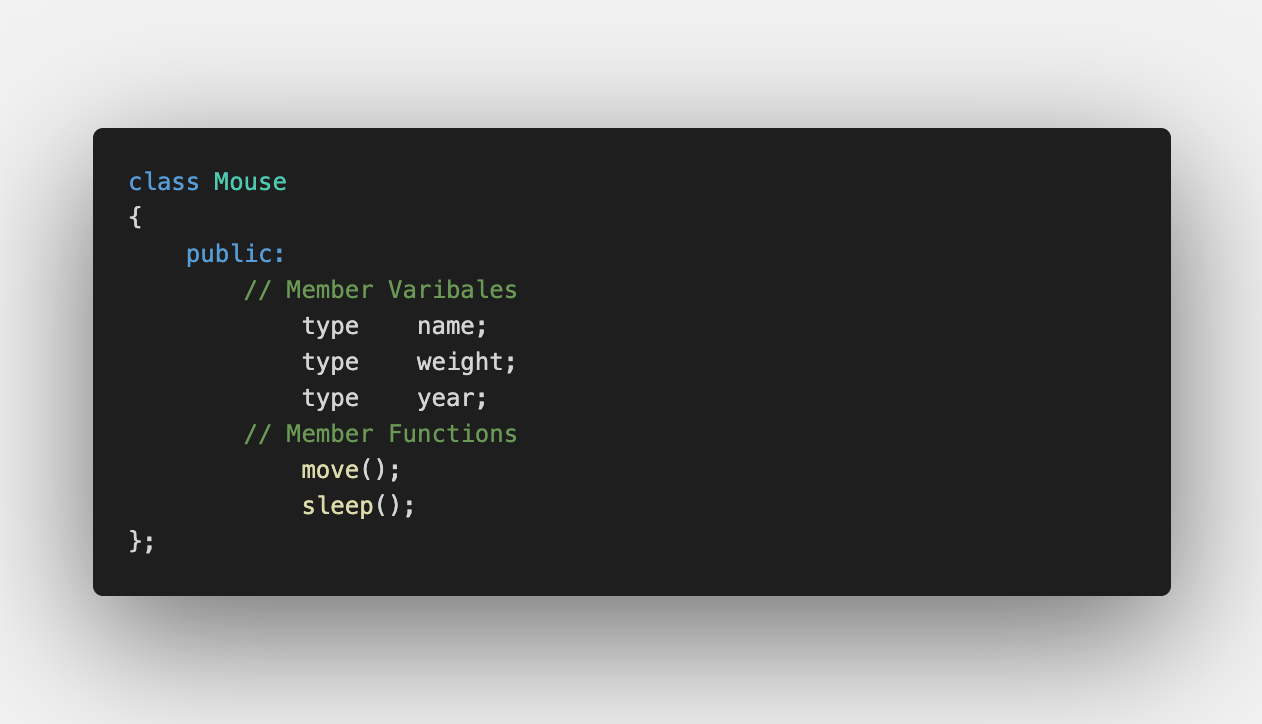 class Mouse
{
public:
// Member Varibales
type name;
type weight;
type year;
// Member Functions
move();
sleep();
};